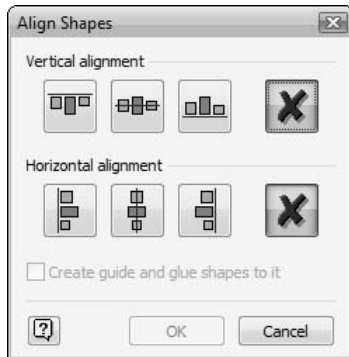 Align Shapes
Vertical alignment
Horizontal alignment
Create guide and glue shapes to it
?
OK
Cancel